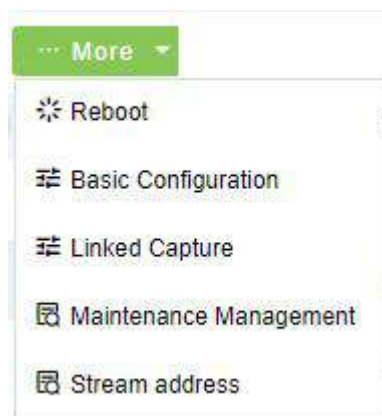 ··· More
Reboot
Basic Configuration
Linked Capture
Maintenance Management
Stream address